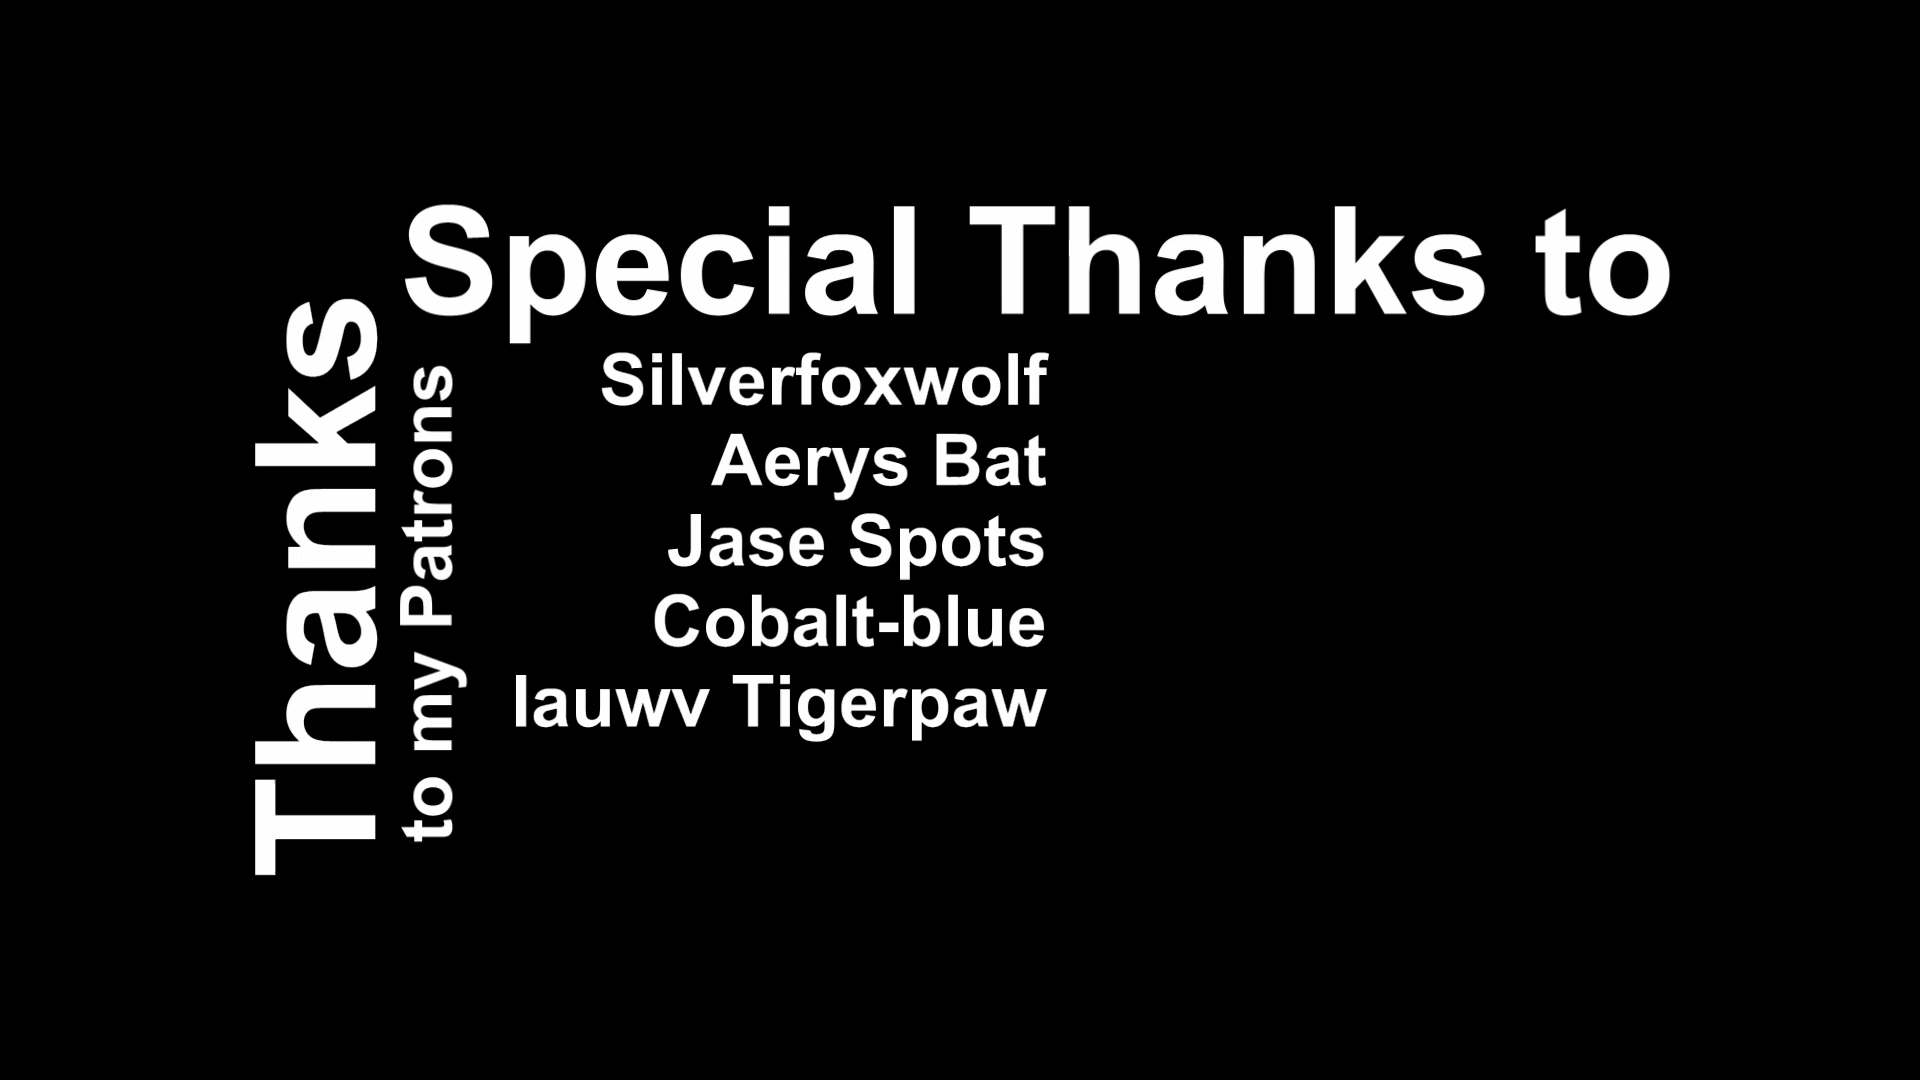 Thanks
to my Patrons
Special Thanks to
Silverfoxwolf
Aerys Bat
Jase Spots
Cobalt-blue
lauwv Tigerpaw